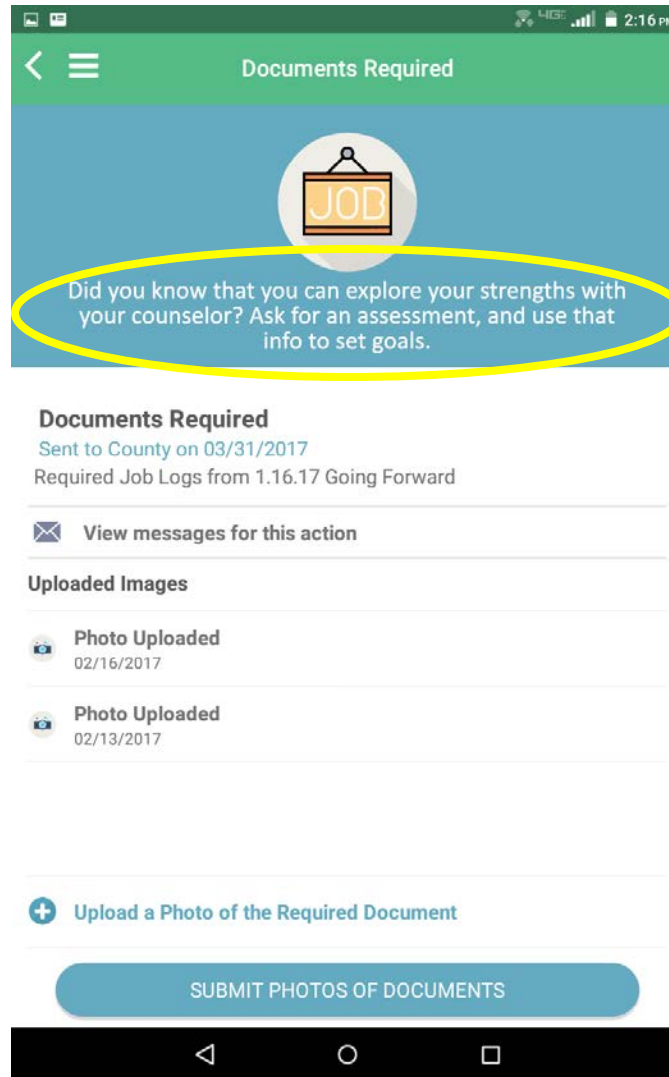 4GE 2:16 PM
Documents Required
JOB
Did you know that you can explore your strengths with
your counselor? Ask for an assessment, and use that
info to set goals.
Documents Required
Sent to County on 03/31/2017
Required Job Logs from 1.16.17 Going Forward
View messages for this action
Uploaded Images
Photo Uploaded
02/16/2017
Photo Uploaded
02/13/2017
Upload a Photo of the Required Document
SUBMIT PHOTOS OF DOCUMENTS